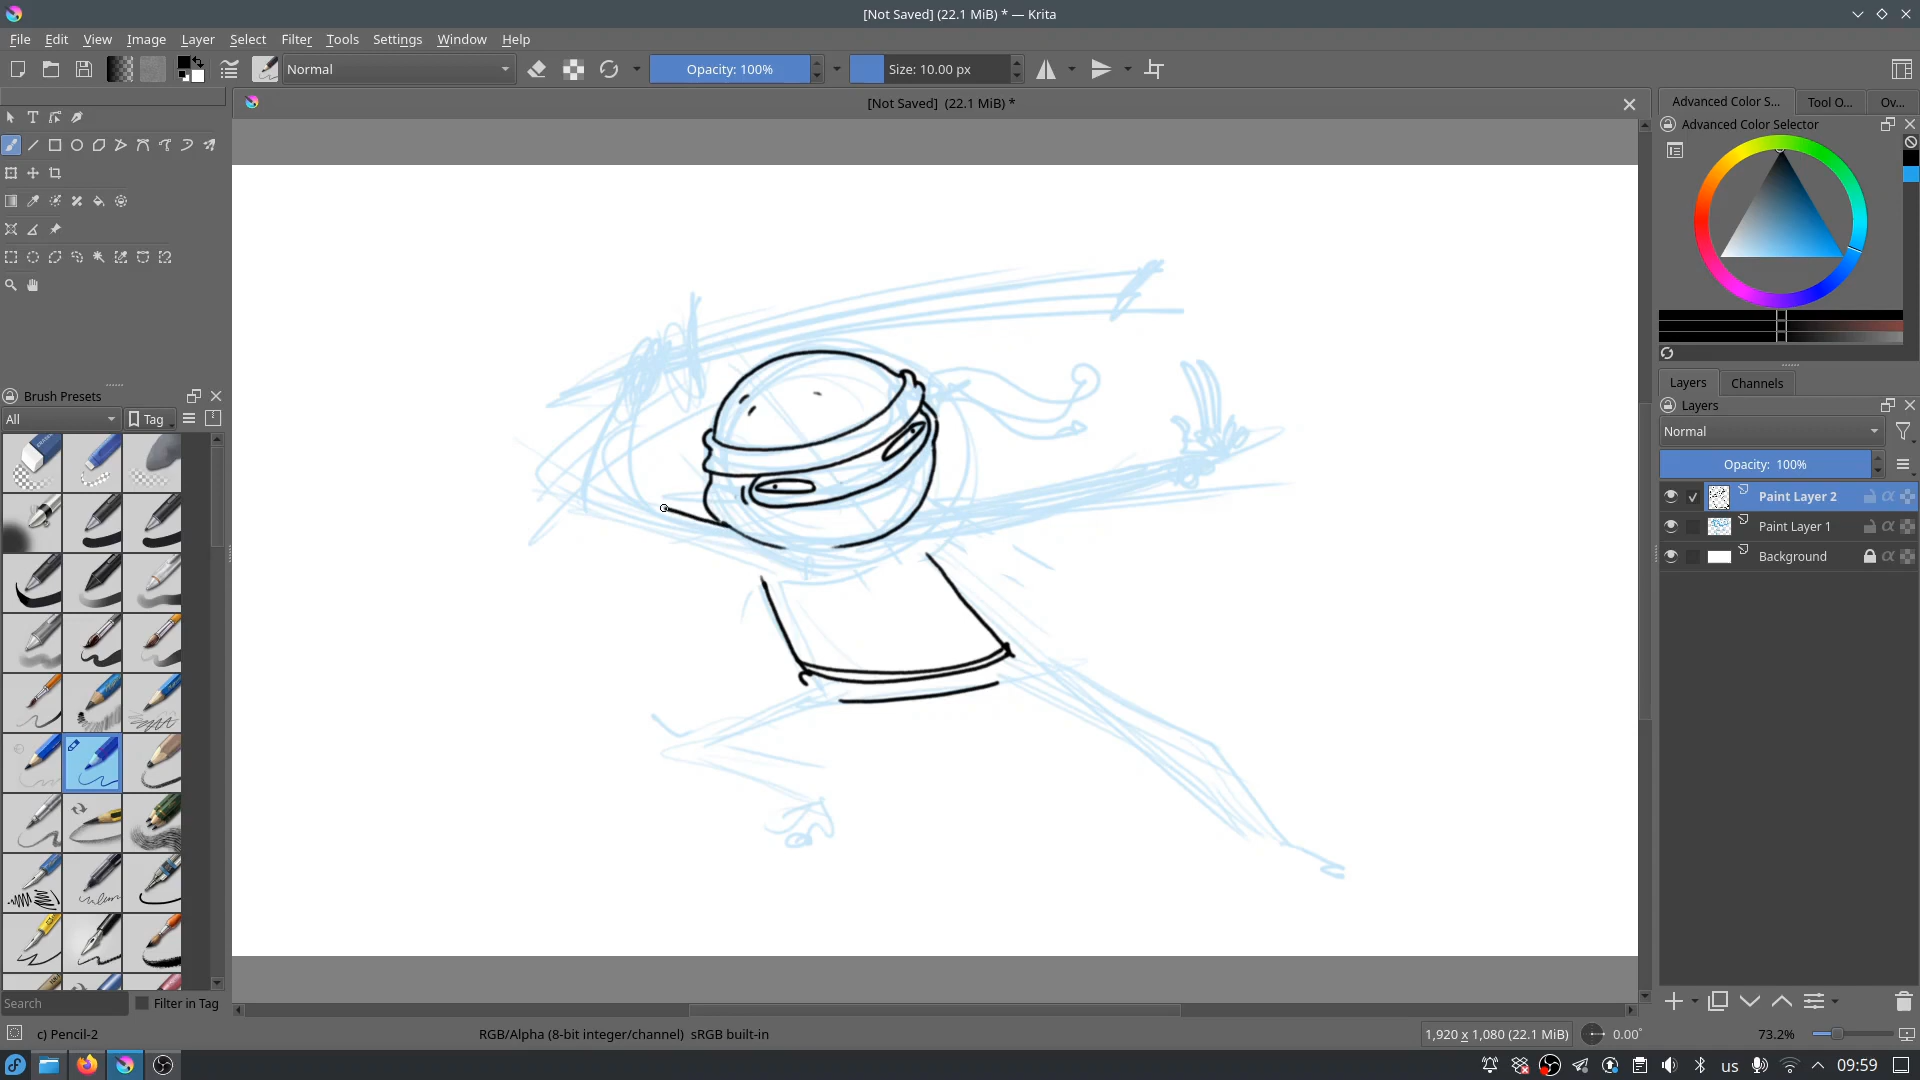 [Not Saved] (22.1 MiB) * — Krita
File Edit View Image Layer Select Filter Tools Settings Window Help
Normal
Opacity: 100%
Size: 10.00 px
[Not Saved] (22.1 MiB) *
Advanced Color S...
Tool O...
Ov...
Advanced Color Selector
Brush Presets
All
Tag
Layers
Channels
Layers
Normal
Opacity: 100%
Paint Layer 2
Paint Layer 1
Background
Search
Filter in Tag
c) Pencil-2
RGB/Alpha (8-bit integer/channel) sRGB built-in
1,920 x 1,080 (22.1 MiB)
0.00°
73.2%
us
09:59